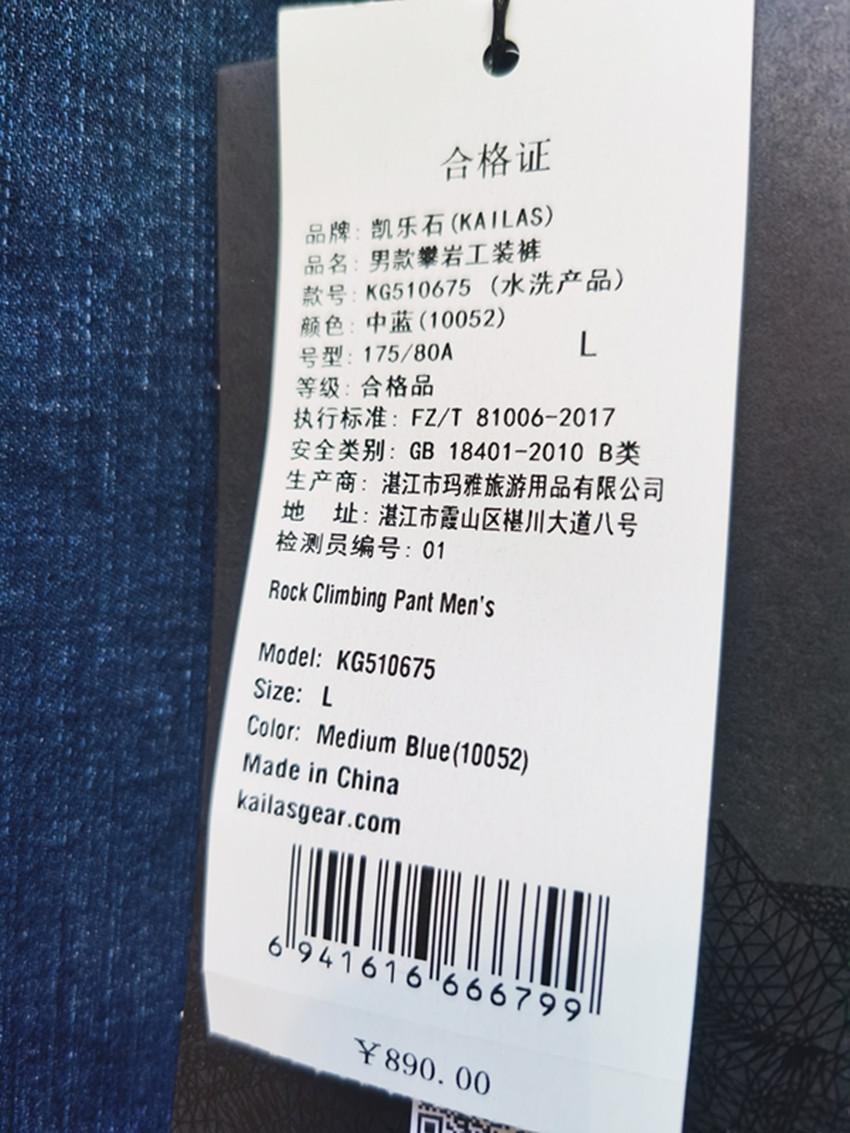 合格证
品牌: 凯乐石(KAILAS)
品名: 男款攀岩工装裤
款号: KG510675 (水洗产品)
颜色: 中蓝(10052)
号型: 175/80A L
等级: 合格品
执行标准: FZ/T 81006-2017
安全类别: GB 18401-2010 B类
生产商: 湛江市玛雅旅游用品有限公司
地 址: 湛江市霞山区椹川大道八号
检测员编号: 01
Rock Climbing Pant Men's
Model: KG510675
Size: L
Color: Medium Blue(10052)
Made in China
kailasgear.com
6 941616 666799
¥890.00